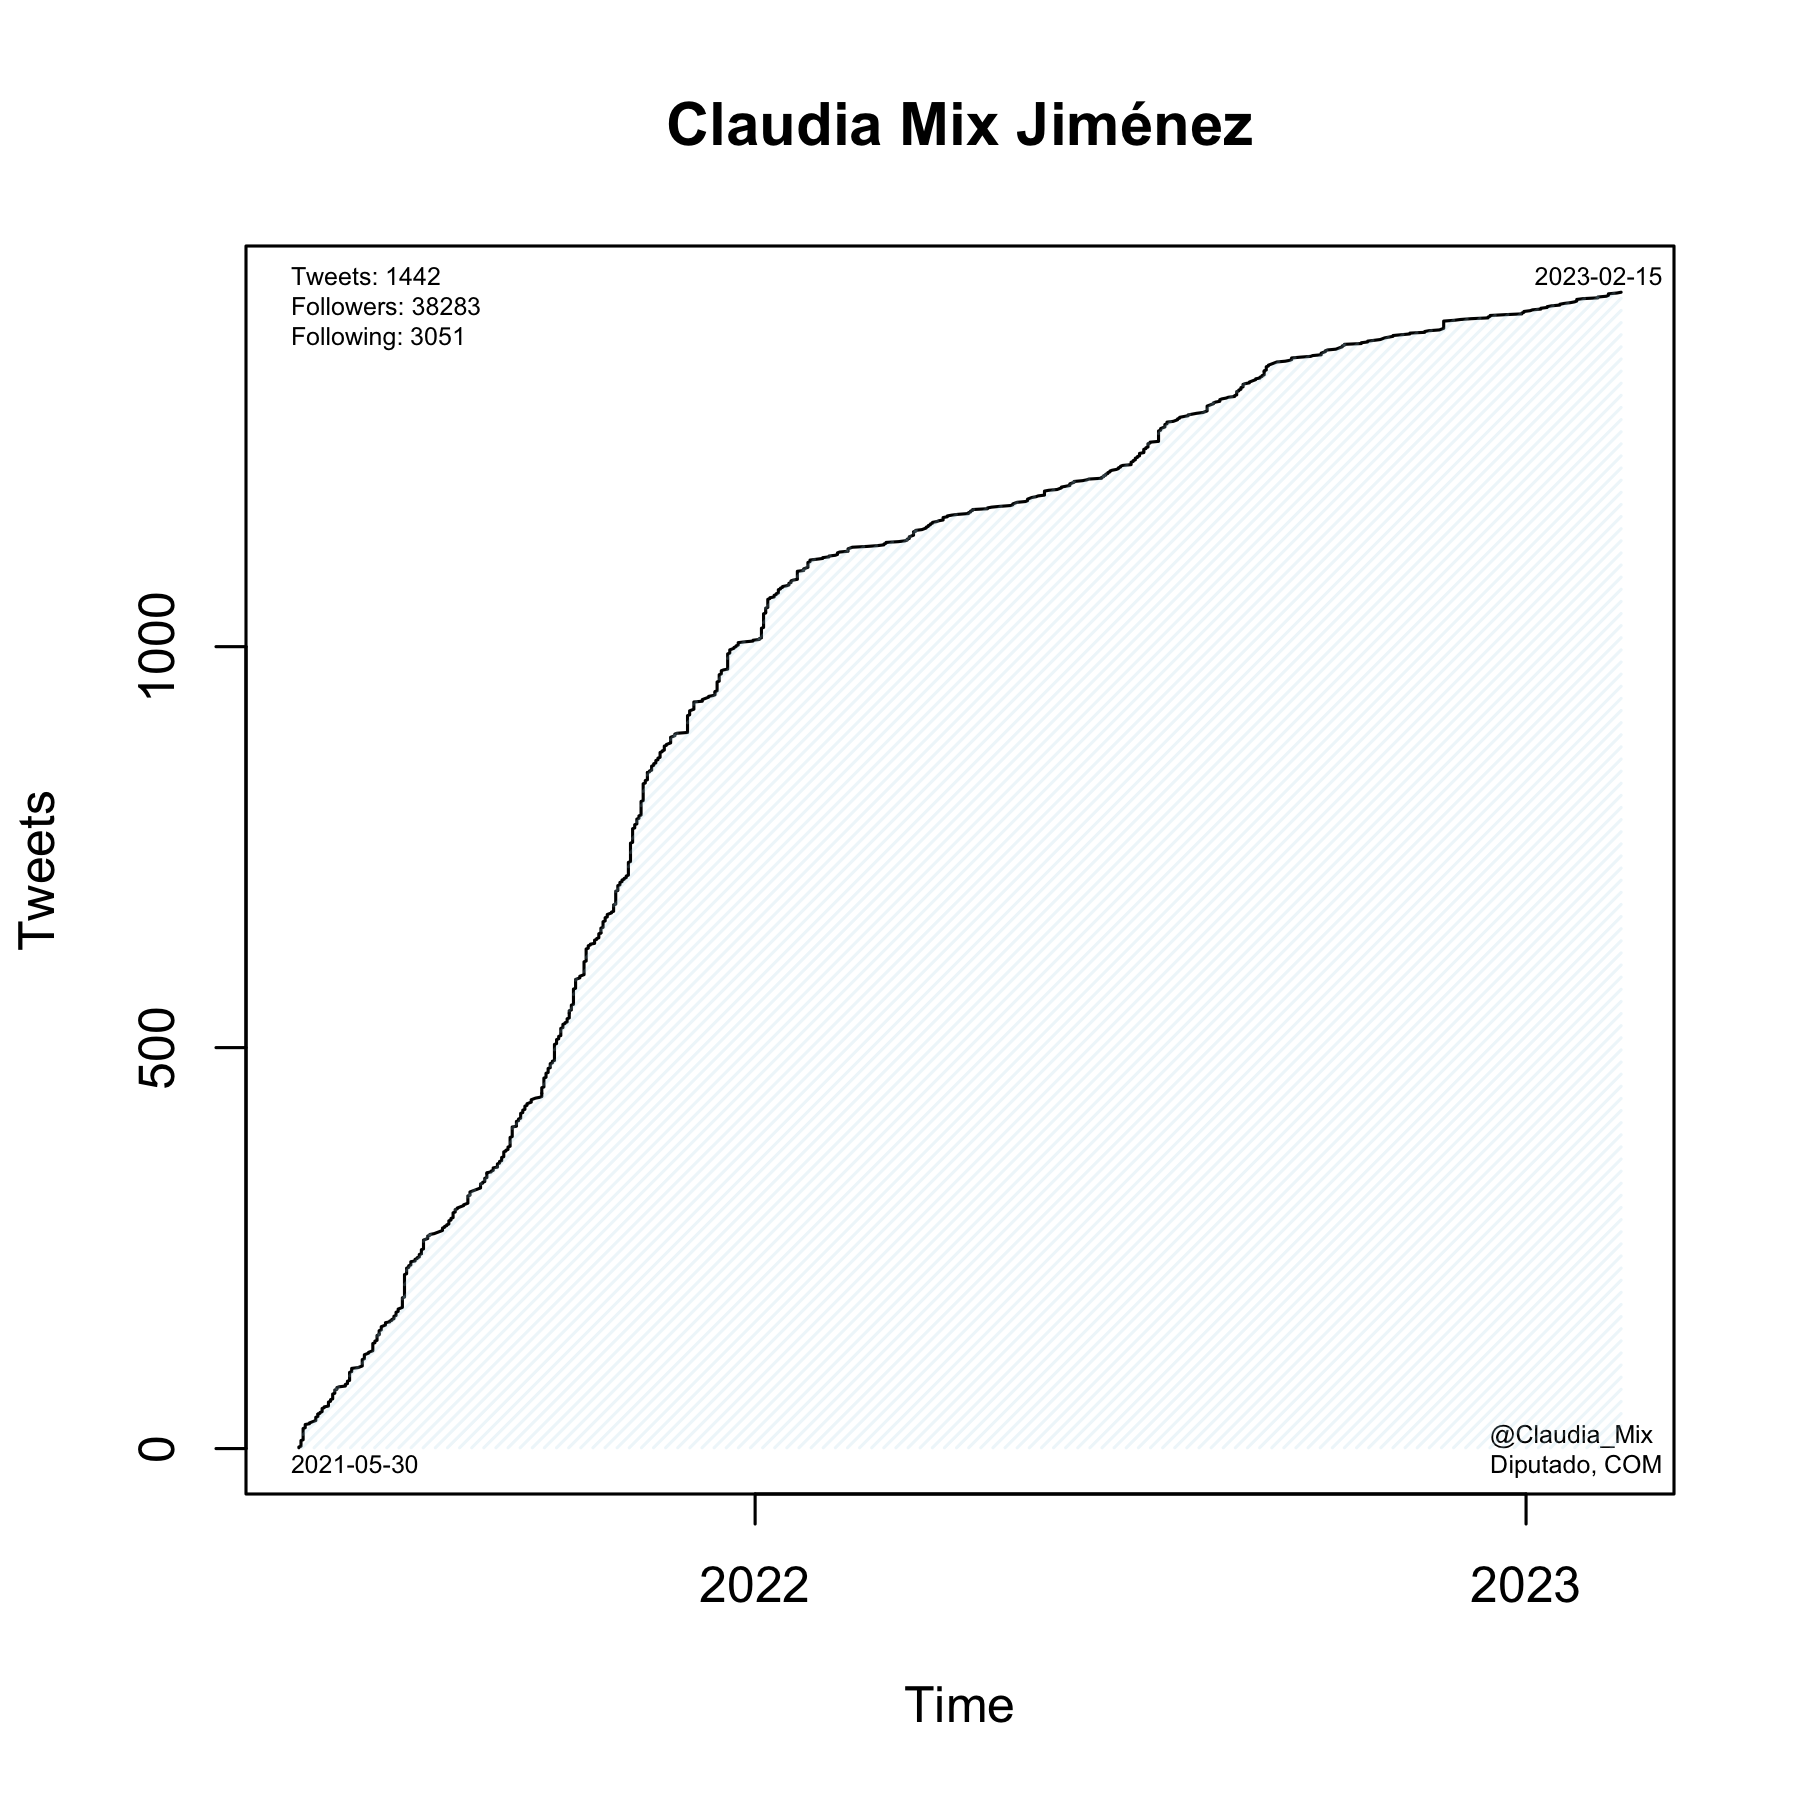 Claudia Mix Jiménez
Tweets: 1442
Followers: 38283
Following: 3051
2023-02-15
Tweets
1000
500
0
2021-05-30
@Claudia_Mix
Diputado, COM
2022
2023
Time